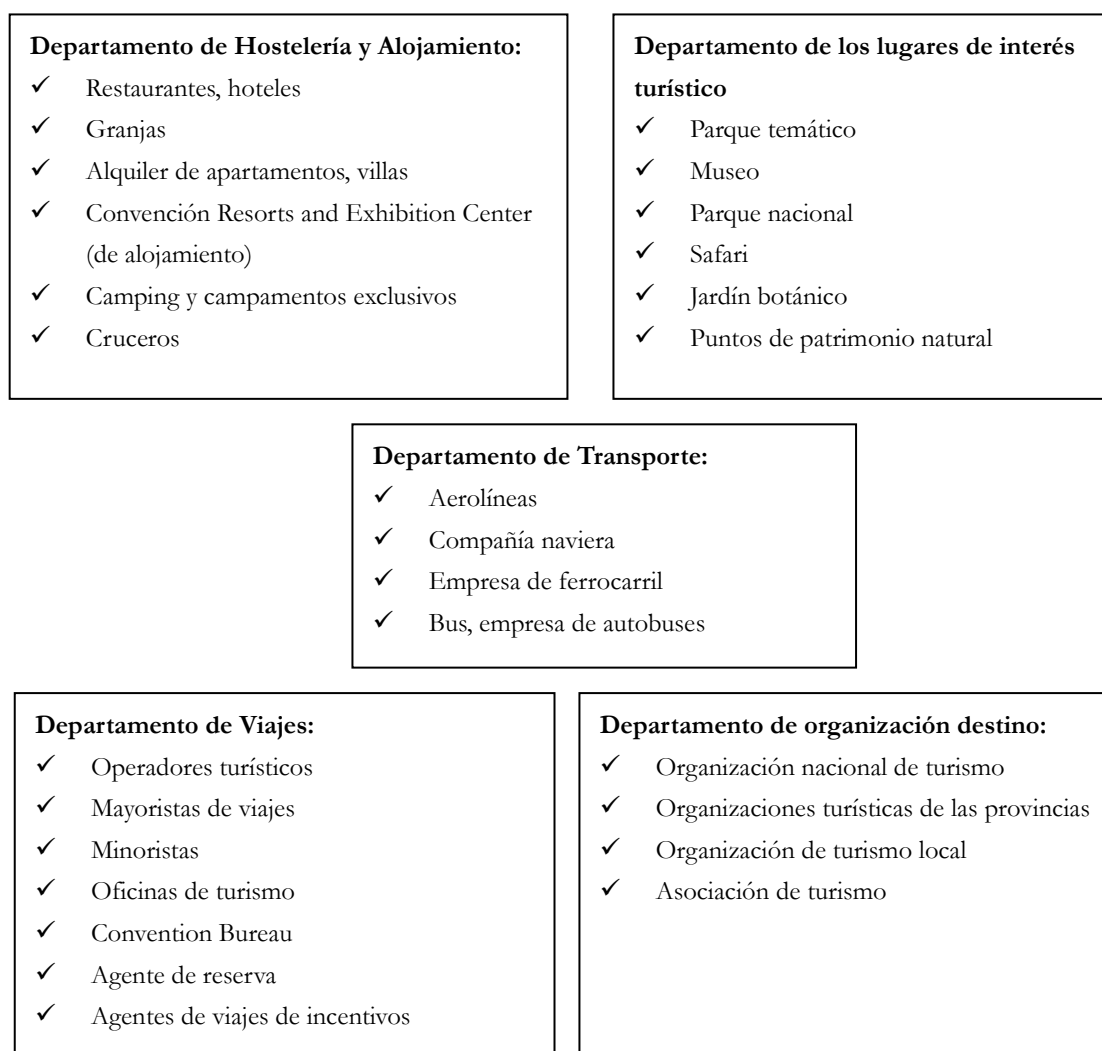 Departamento de Hostelería y Alojamiento:
✓ Restaurantes, hoteles
✓ Granjas
✓ Alquiler de apartamentos, villas
✓ Convención Resorts and Exhibition Center
(de alojamiento)
✓ Camping y campamentos exclusivos
✓ Cruceros
Departamento de los lugares de interés
turístico
✓ Parque temático
✓ Museo
✓ Parque nacional
✓ Safari
✓ Jardín botánico
✓ Puntos de patrimonio natural
Departamento de Transporte:
✓ Aerolíneas
✓ Compañía naviera
✓ Empresa de ferrocarril
✓ Bus, empresa de autobuses
Departamento de Viajes:
✓ Operadores turísticos
✓ Mayoristas de viajes
✓ Minoristas
✓ Oficinas de turismo
✓ Convention Bureau
✓ Agente de reserva
✓ Agentes de viajes de incentivos
Departamento de organización destino:
✓ Organización nacional de turismo
✓ Organizaciones turísticas de las provincias
✓ Organización de turismo local
✓ Asociación de turismo